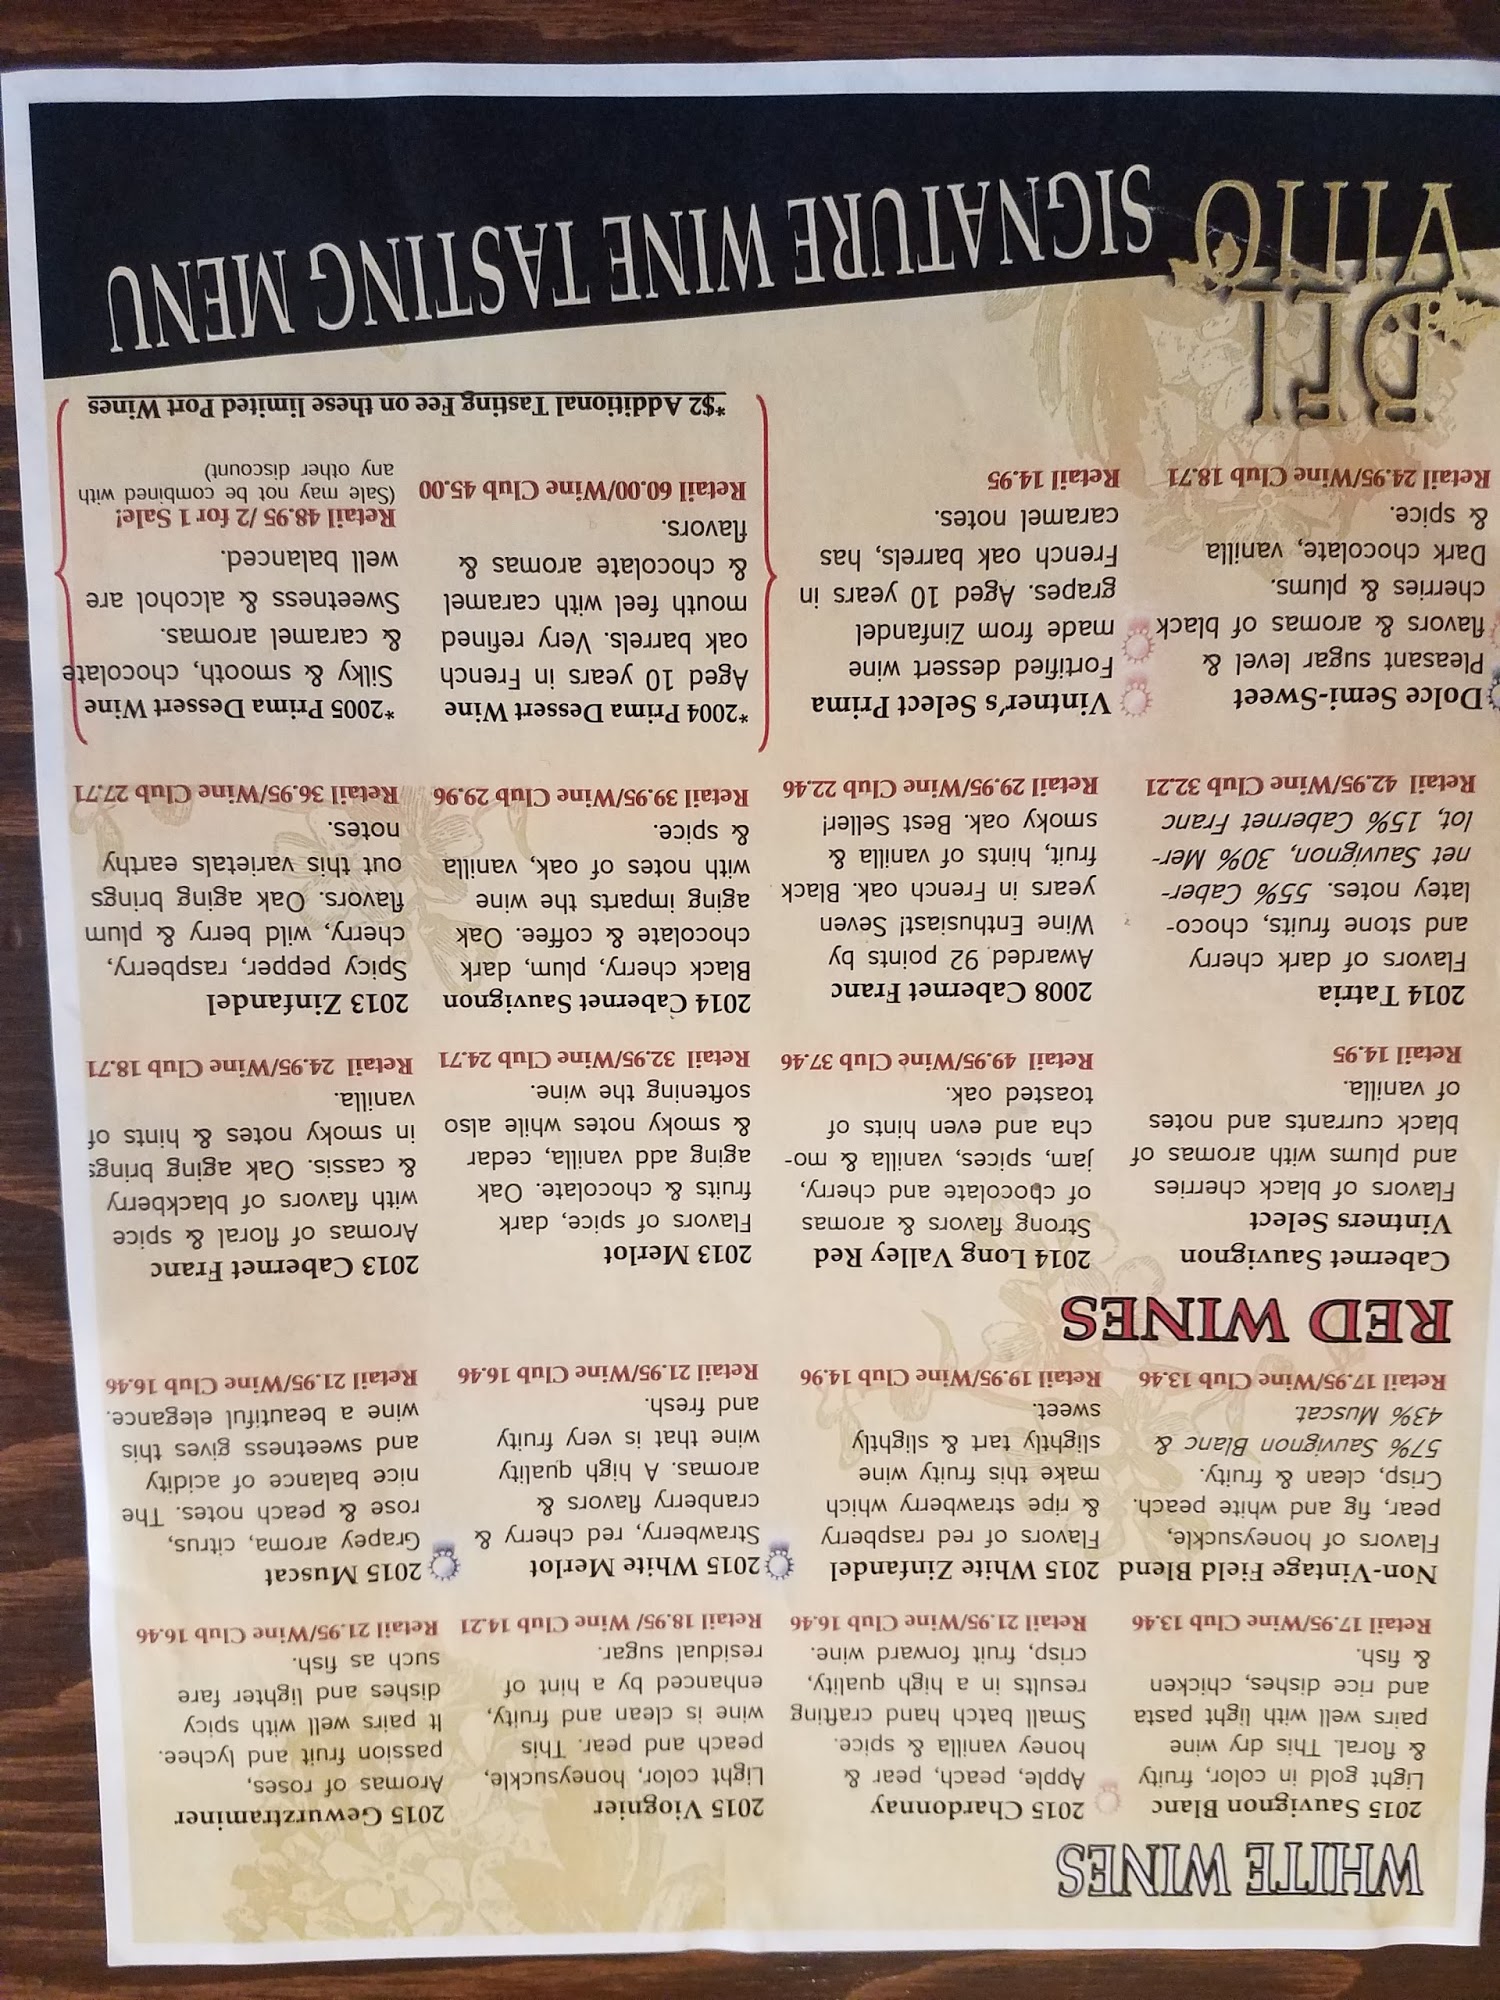 WHITE WINES
2015 Sauvignon Blanc
Light gold in color, fruity
& floral. This dry wine
pairs well with light pasta
and rice dishes, chicken
& fish.
Retail 17.95/Wine Club 13.46
2015 Chardonnay
Apple, peach, pear &
honey vanilla & spice.
Small batch hand crafting
results in a high quality,
crisp, fruit forward wine.
Retail 21.95/Wine Club 16.46
2015 Viognier
Light color, honeysuckle,
peach and pear. This
wine is clean and fruity,
enhanced by a hint of
residual sugar.
Retail 18.95/ Wine Club 14.21
2015 Gewurztraminer
Aromas of roses,
passion fruit and lychee.
It pairs well with spicy
dishes and lighter fare
such as fish.
Retail 21.95/Wine Club 16.46
Non-Vintage Field Blend
Flavors of honeysuckle,
pear, fig and white peach.
Crisp, clean & fruity.
57% Sauvignon Blanc &
43% Muscat.
Retail 17.95/Wine Club 13.46
2015 White Zinfandel
Flavors of red raspberry
& ripe strawberry which
make this fruity wine
slightly tart & slightly
sweet.
Retail 19.95/Wine Club 14.96
2015 White Merlot
Strawberry, red cherry &
cranberry flavors &
aromas. A high quality
wine that is very fruity
and fresh.
Retail 21.95/Wine Club 16.46
2015 Muscat
Grapey aroma, citrus,
rose & peach notes. The
nice balance of acidity
and sweetness gives this
wine a beautiful elegance.
Retail 21.95/Wine Club 16.46
RED WINES
Cabernet Sauvignon
Vintners Select
Flavors of black cherries
and plums with aromas of
black currants and notes
of vanilla.
Retail 14.95
2014 Long Valley Red
Strong flavors & aromas
of chocolate and cherry,
jam, spices, vanilla & mo-
cha and even hints of
toasted oak.
Retail 49.95/Wine Club 37.46
2013 Merlot
Flavors of spice, dark
fruits & chocolate. Oak
aging add vanilla, cedar
& smoky notes while also
softening the wine.
Retail 32.95/Wine Club 24.71
2013 Cabernet Franc
Aromas of floral & spice
with flavors of blackberry
& cassis. Oak aging brings
in smoky notes & hints of
vanilla.
Retail 24.95/Wine Club 18.71
2014 Tatria
Flavors of dark cherry
and stone fruits, choco-
latey notes. 55% Caber-
net Sauvignon, 30% Mer-
lot, 15% Cabernet Franc
Retail 42.95/Wine Club 32.21
2008 Cabernet Franc
Awarded 92 points by
Wine Enthusiast! Seven
years in French oak. Black
fruit, hints of vanilla &
smoky oak. Best Seller!
Retail 29.95/Wine Club 22.46
2014 Cabernet Sauvignon
Black cherry, plum, dark
chocolate & coffee. Oak
aging imparts the wine
with notes of oak, vanilla
& spice.
Retail 39.95/Wine Club 29.96
2013 Zinfandel
Spicy pepper, raspberry,
cherry, wild berry & plum
flavors. Oak aging brings
out this varietals earthy
notes.
Retail 36.95/Wine Club 27.71
Dolce Semi-Sweet
Pleasant sugar level &
flavors & aromas of black
cherries & plums.
Dark chocolate, vanilla
& spice.
Retail 24.95/Wine Club 18.71
Vintner's Select Prima
Fortified dessert wine
made from Zinfandel
grapes. Aged 10 years in
French oak barrels, has
caramel notes.
Retail 14.95
*2004 Prima Dessert Wine
Aged 10 years in French
oak barrels. Very refined
mouth feel with caramel
& chocolate aromas &
flavors.
Retail 60.00/Wine Club 45.00
*2005 Prima Dessert Wine
Silky & smooth, chocolate
& caramel aromas.
Sweetness & alcohol are
well balanced.
Retail 48.95 /2 for 1 Sale!
(Sale may not be combined with
any other discount)
*$2 Additional Tasting Fee on these limited Port Wines
DEL
VINO
SIGNATURE WINE TASTING MENU